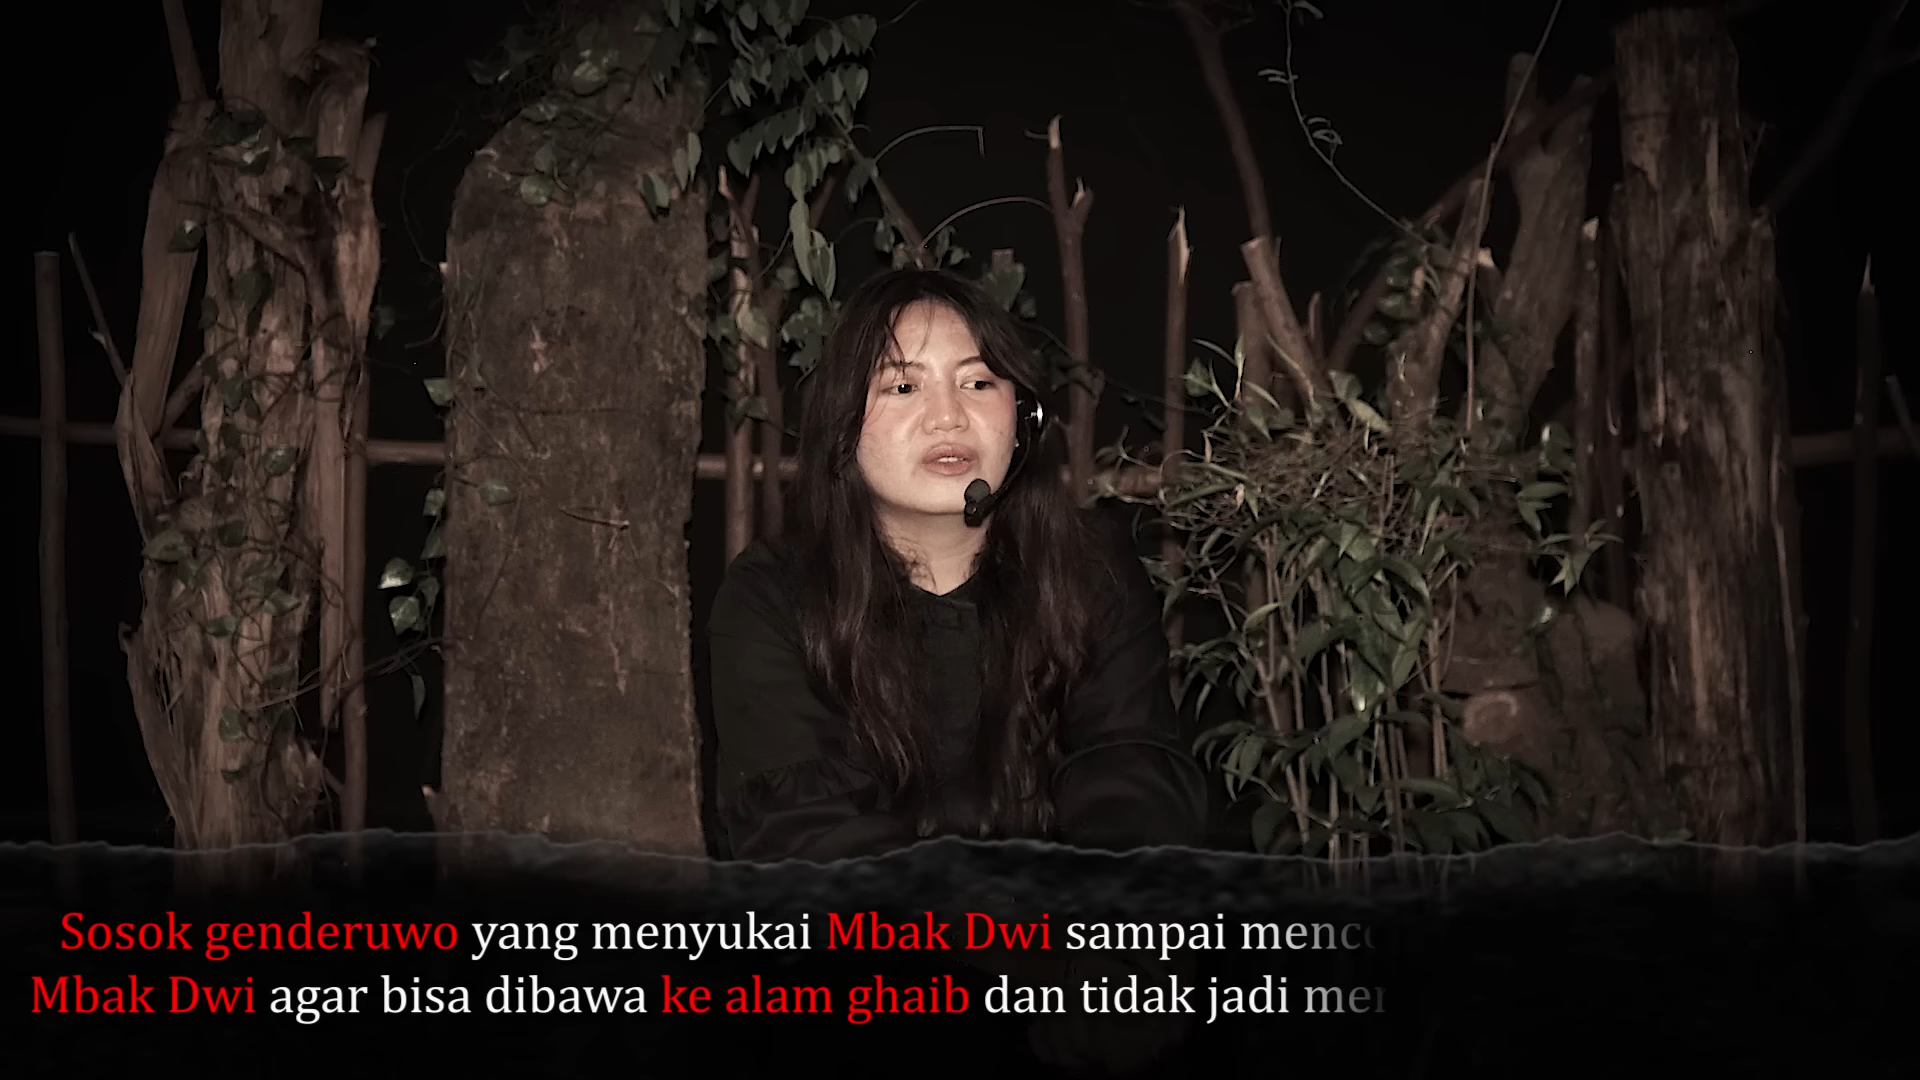 Sosok genderuwo yang menyukai Mbak Dwi sampai
Mbak Dwi agar bisa dibawa ke alam ghaib dan tidak jadi